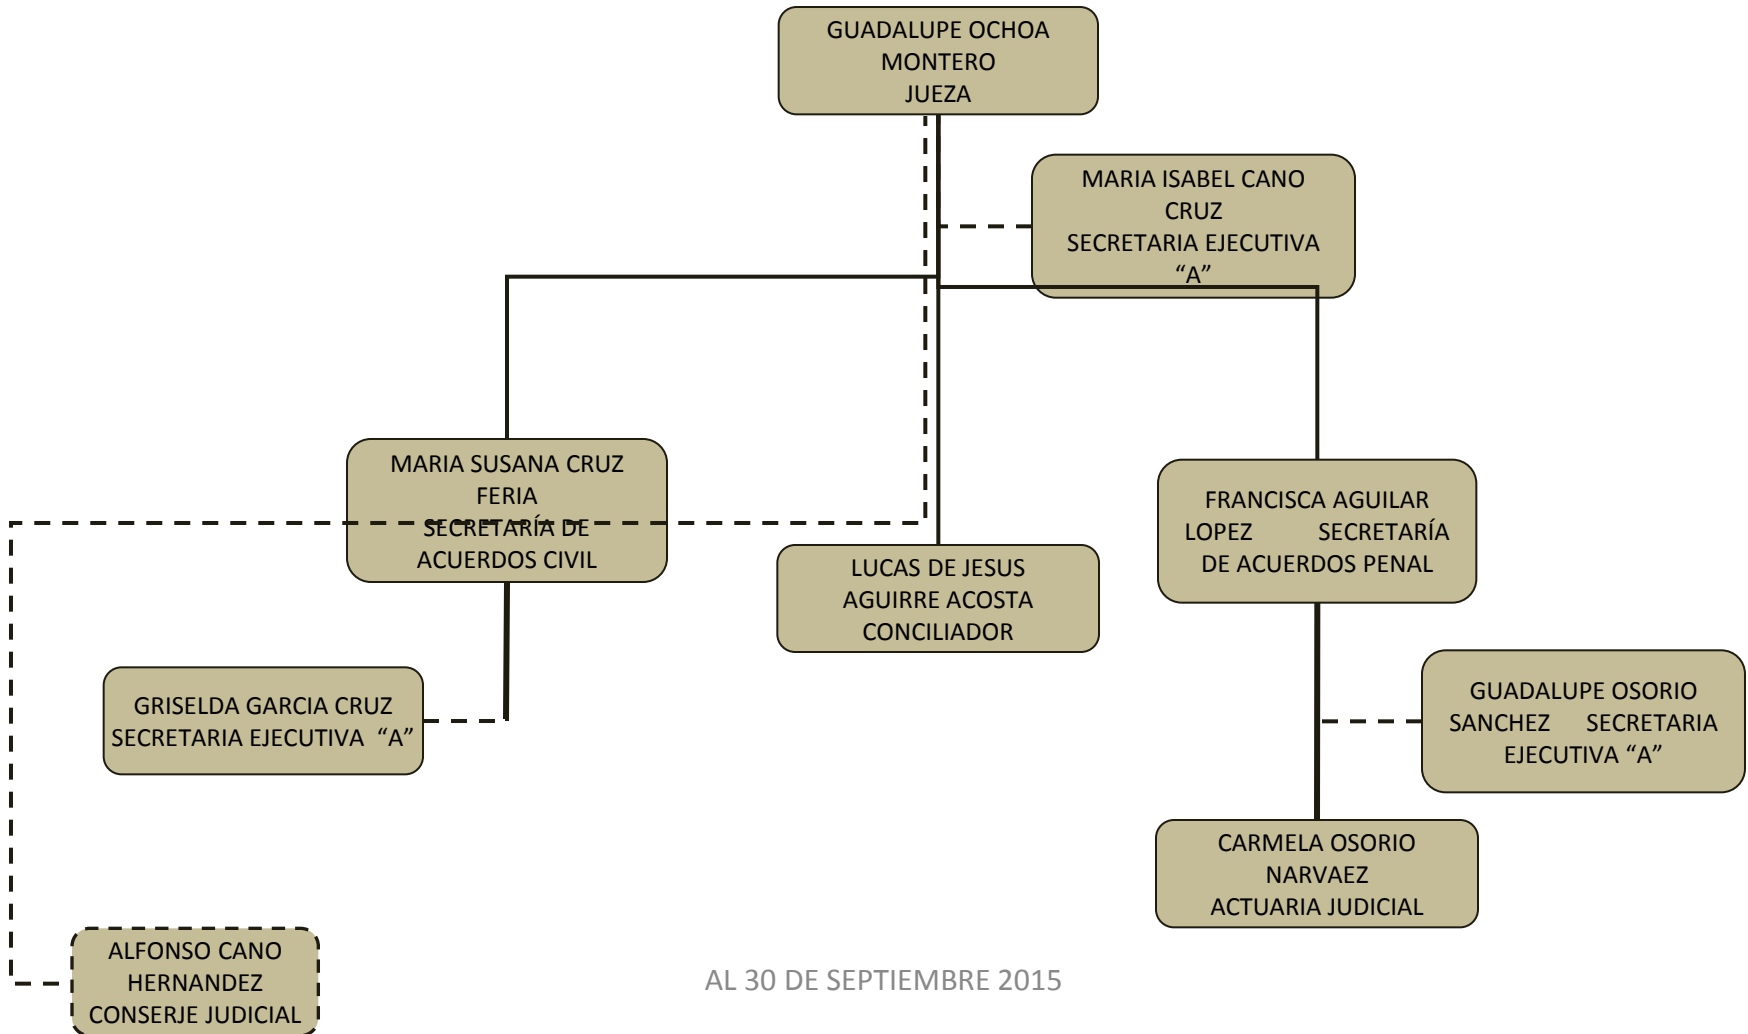 GUADALUPE OCHOA
MONTERO
JUEZA
MARIA ISABEL CANO
CRUZ
SECRETARIA EJECUTIVA
“A”
MARIA SUSANA CRUZ
FERIA
SECRETARÍA DE
ACUERDOS CIVIL
LUCAS DE JESUS
AGUIRRE ACOSTA
CONCILIADOR
FRANCISCA AGUILAR
LOPEZ SECRETARÍA
DE ACUERDOS PENAL
GRISELDA GARCIA CRUZ
SECRETARIA EJECUTIVA “A”
GUADALUPE OSORIO
SANCHEZ SECRETARIA
EJECUTIVA “A”
CARMELA OSORIO
NARVAEZ
ACTUARIA JUDICIAL
ALFONSO CANO
HERNANDEZ
CONSERJE JUDICIAL
AL 30 DE SEPTIEMBRE 2015